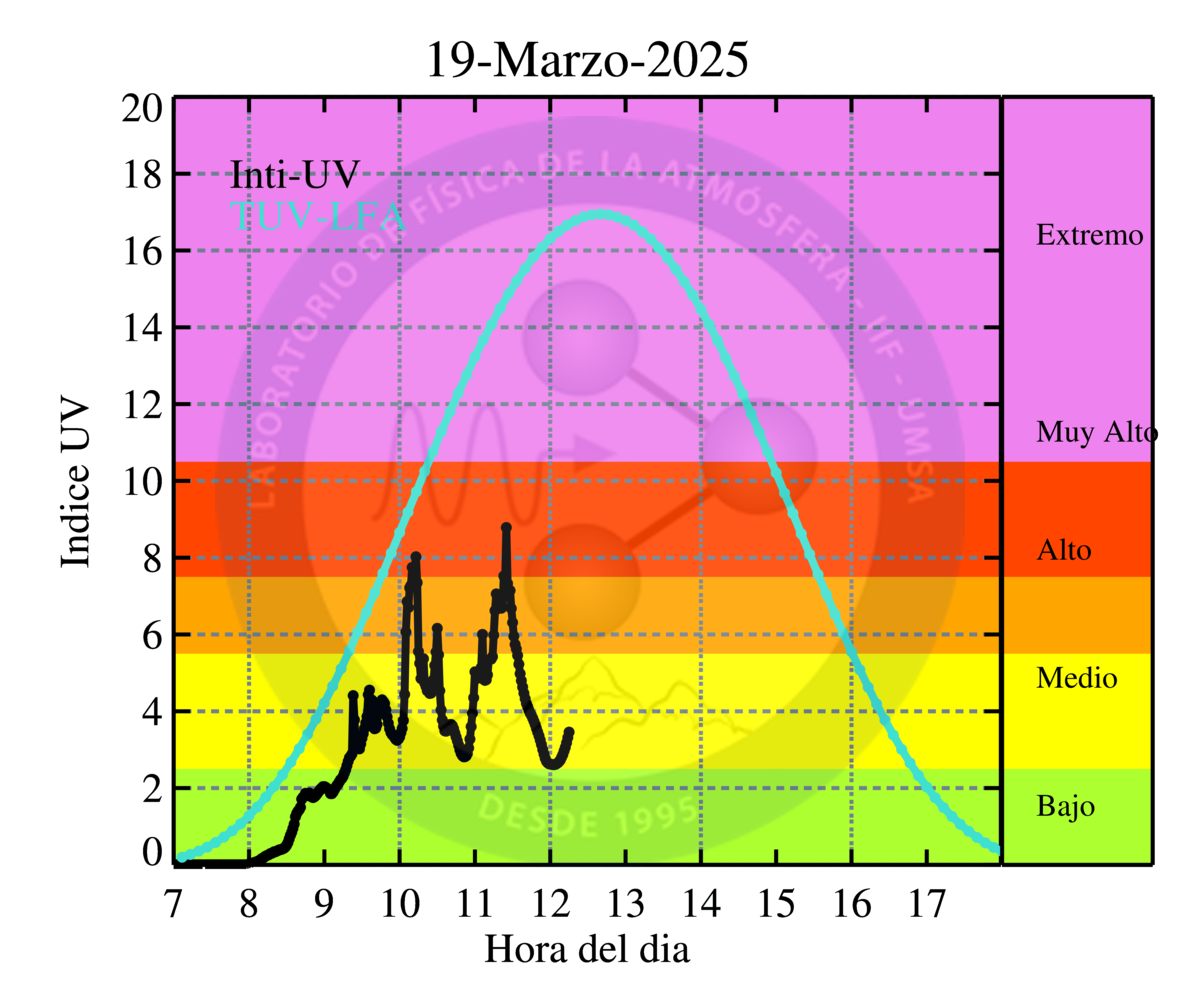 19-Marzo-2025
20
18
16
14
12
10
8
6
4
2
0
Indice UV
Inti-UV
TUV-LFA
LABORATORIO DE FÍSICA DE LA ATMÓSFERA - IIF - UMSA
DESDE 1995
Extremo
Muy Alto
Alto
Medio
Bajo
7 8 9 10 11 12 13 14 15 16 17
Hora del dia